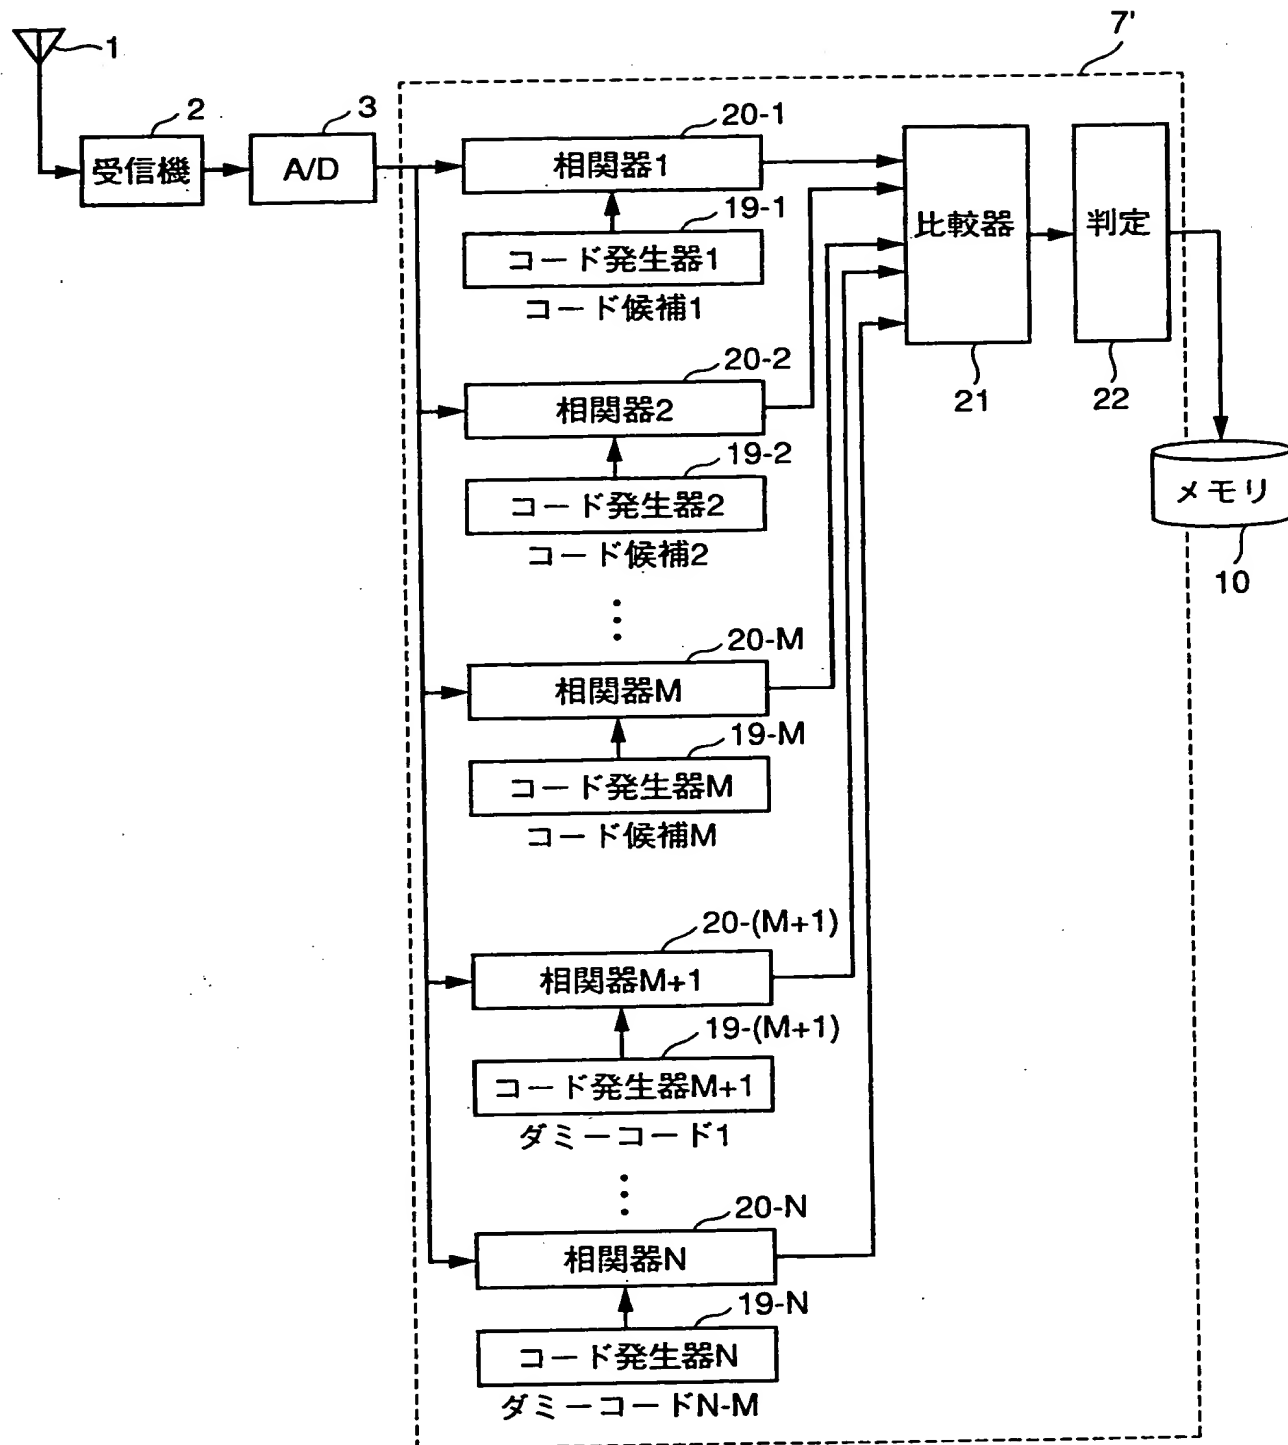 7'
1
2
3
受信機
A/D
20-1
相関器1
19-1
コード発生器1
コード候補1
比較器
21
判定
22
20-2
相関器2
19-2
コード発生器2
コード候補2
メモリ
10
20-M
相関器M
19-M
コード発生器M
コード候補M
20-(M+1)
相関器M+1
19-(M+1)
コード発生器M+1
ダミーコード1
20-N
相関器N
19-N
コード発生器N
ダミーコードN-M